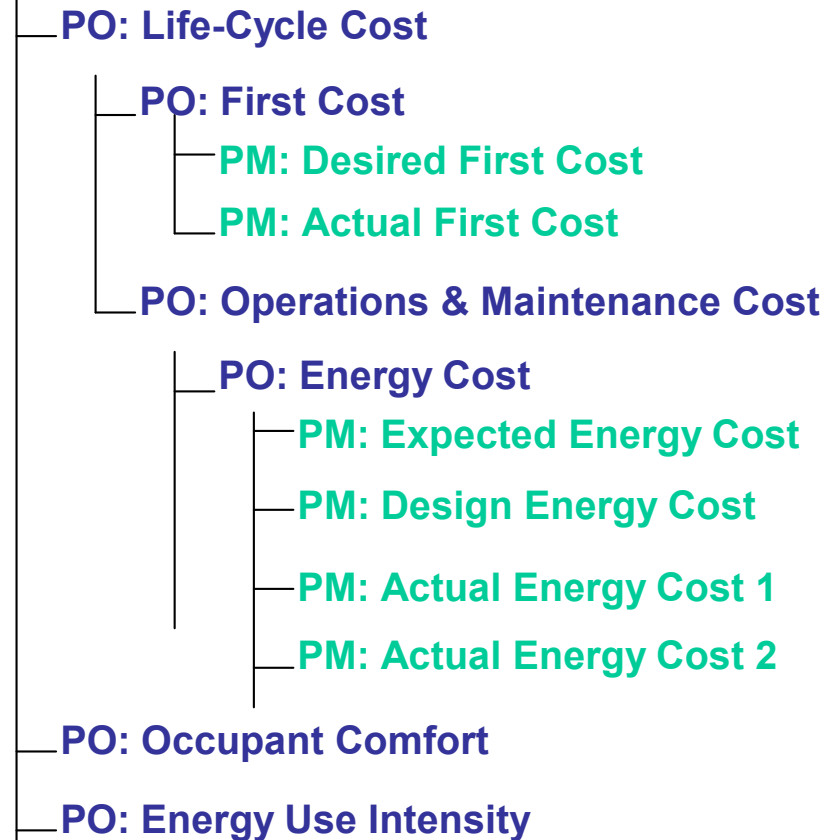 PO: Life-Cycle Cost
PO: First Cost
PM: Desired First Cost
PM: Actual First Cost
PO: Operations & Maintenance Cost
PO: Energy Cost
PM: Expected Energy Cost
PM: Design Energy Cost
PM: Actual Energy Cost 1
PM: Actual Energy Cost 2
PO: Occupant Comfort
PO: Energy Use Intensity